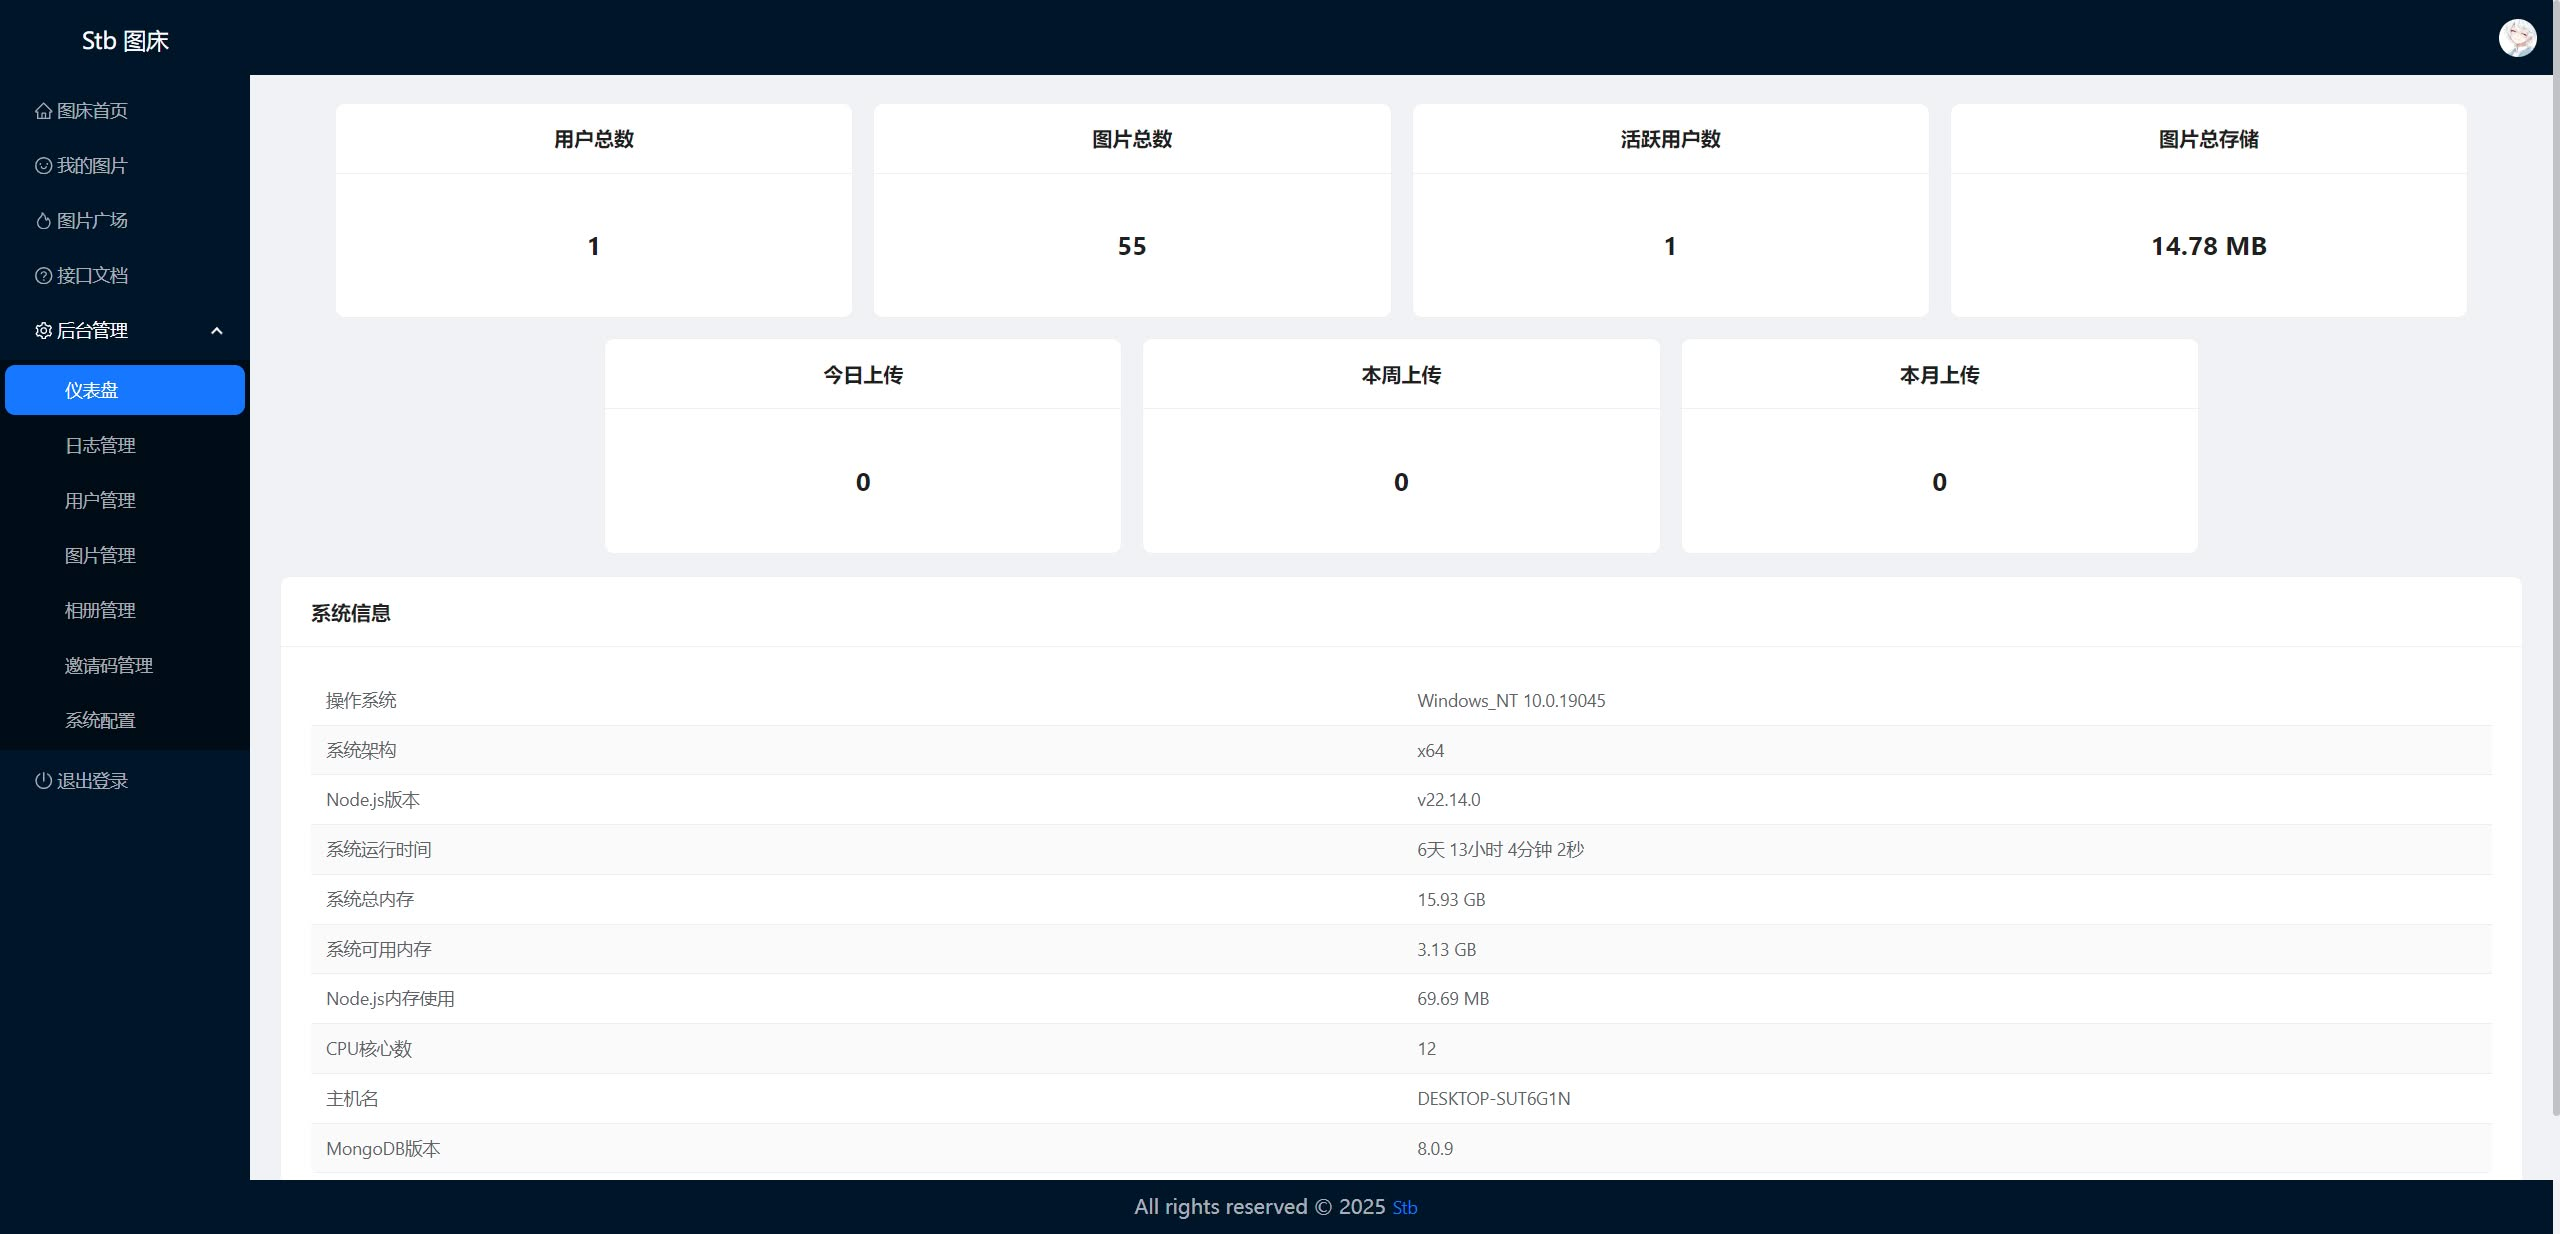 Stb 图床
图床首页
我的图片
图片广场
接口文档
后台管理
仪表盘
日志管理
用户管理
图片管理
相册管理
邀请码管理
系统配置
退出登录
用户总数
1
图片总数
55
活跃用户数
1
图片总存储
14.78 MB
今日上传
0
本周上传
0
本月上传
0
系统信息
操作系统 Windows_NT 10.0.19045
系统架构 x64
Node.js版本 v22.14.0
系统运行时间 6天 13小时 4分钟 2秒
系统总内存 15.93 GB
系统可用内存 3.13 GB
Node.js内存使用 69.69 MB
CPU核心数 12
主机名 DESKTOP-SUT6G1N
MongoDB版本 8.0.9
All rights reserved © 2025 Stb